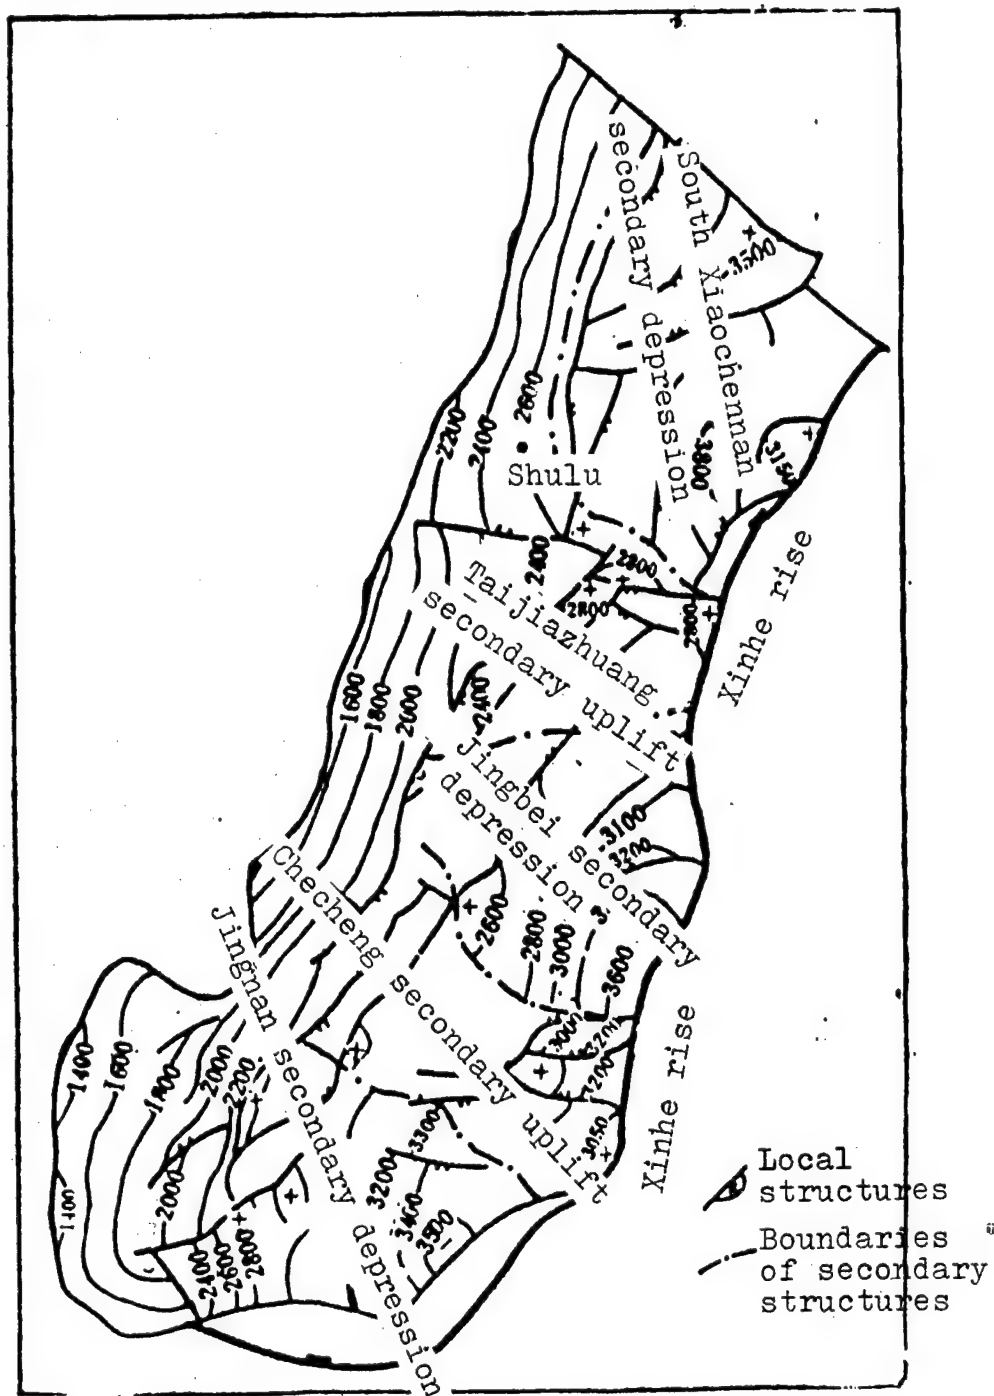 South Xiaochennan
secondary depression
3500
2600
2200
2400
3800
Shulu
2400
2800
Taijiazhuang
secondary uplift
2800
Xinhe rise
1600
1800
2000
2400
Jingbei secondary
depression
3100
3200
Checheng secondary uplift
2600
2800
3000
3600
Jingnan secondary depression
1400
1600
1800
2000
2200
3000
3200
3200
3050
Xinhe rise
3300
3200
3400
3500
1400
2000
2400
2600
2800
Local
structures
Boundaries
of secondary
structures